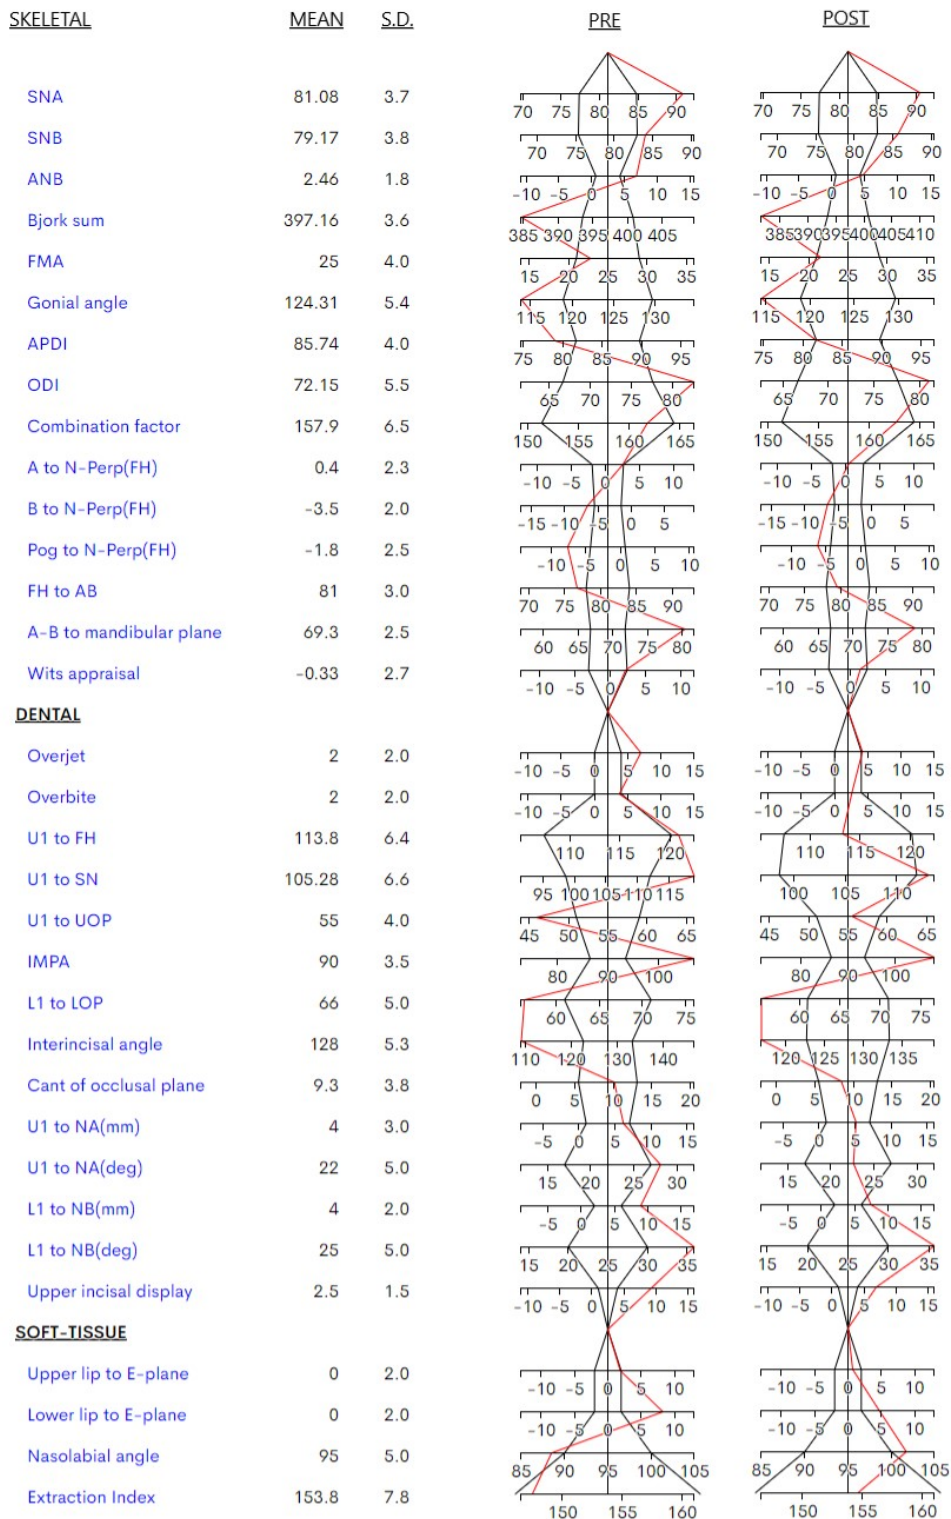 SKELETAL MEAN S.D. PRE POST
SNA 81.08 3.7 70 75 80 85 90 70 75 80 85 90
SNB 79.17 3.8 70 75 80 85 90 70 75 80 85 90
ANB 2.46 1.8 -10 -5 0 5 10 15 -10 -5 0 5 10 15
Bjork sum 397.16 3.6 385 390 395 400 405 385 390 395 400 405 410
FMA 25 4.0 15 20 25 30 35 15 20 25 30 35
Gonial angle 124.31 5.4 115 120 125 130 115 120 125 130
APDI 85.74 4.0 75 80 85 90 95 75 80 85 90 95
ODI 72.15 5.5 65 70 75 80 65 70 75 80
Combination factor 157.9 6.5 150 155 160 165 150 155 160 165
A to N-Perp(FH) 0.4 2.3 -10 -5 0 5 10 -10 -5 0 5 10
B to N-Perp(FH) -3.5 2.0 -15 -10 -5 0 5 -15 -10 -5 0 5
Pog to N-Perp(FH) -1.8 2.5 -10 -5 0 5 10 -10 -5 0 5 10
FH to AB 81 3.0 70 75 80 85 90 70 75 80 85 90
A-B to mandibular plane 69.3 2.5 60 65 70 75 80 60 65 70 75 80
Wits appraisal -0.33 2.7 -10 -5 0 5 10 -10 -5 0 5 10
DENTAL
Overjet 2 2.0 -10 -5 0 5 10 15 -10 -5 0 5 10 15
Overbite 2 2.0 -10 -5 0 5 10 15 -10 -5 0 5 10 15
U1 to FH 113.8 6.4 110 115 120 110 115 120
U1 to SN 105.28 6.6 95 100 105 110 115 100 105 110
U1 to UOP 55 4.0 45 50 55 60 65 45 50 55 60 65
IMPA 90 3.5 80 90 100 80 90 100
L1 to LOP 66 5.0 60 65 70 75 60 65 70 75
Interincisal angle 128 5.3 110 120 130 140 120 125 130 135
Cant of occlusal plane 9.3 3.8 0 5 10 15 20 0 5 10 15 20
U1 to NA(mm) 4 3.0 -5 0 5 10 15 -5 0 5 10 15
U1 to NA(deg) 22 5.0 15 20 25 30 15 20 25 30
L1 to NB(mm) 4 2.0 -5 0 5 10 15 -5 0 5 10 15
L1 to NB(deg) 25 5.0 15 20 25 30 35 15 20 25 30 35
Upper incisal display 2.5 1.5 -10 -5 0 5 10 15 -10 -5 0 5 10 15
SOFT-TISSUE
Upper lip to E-plane 0 2.0 -10 -5 0 5 10 -10 -5 0 5 10
Lower lip to E-plane 0 2.0 -10 -5 0 5 10 -10 -5 0 5 10
Nasolabial angle 95 5.0 85 90 95 100 105 85 90 95 100 105
Extraction Index 153.8 7.8 150 155 160 150 155 160